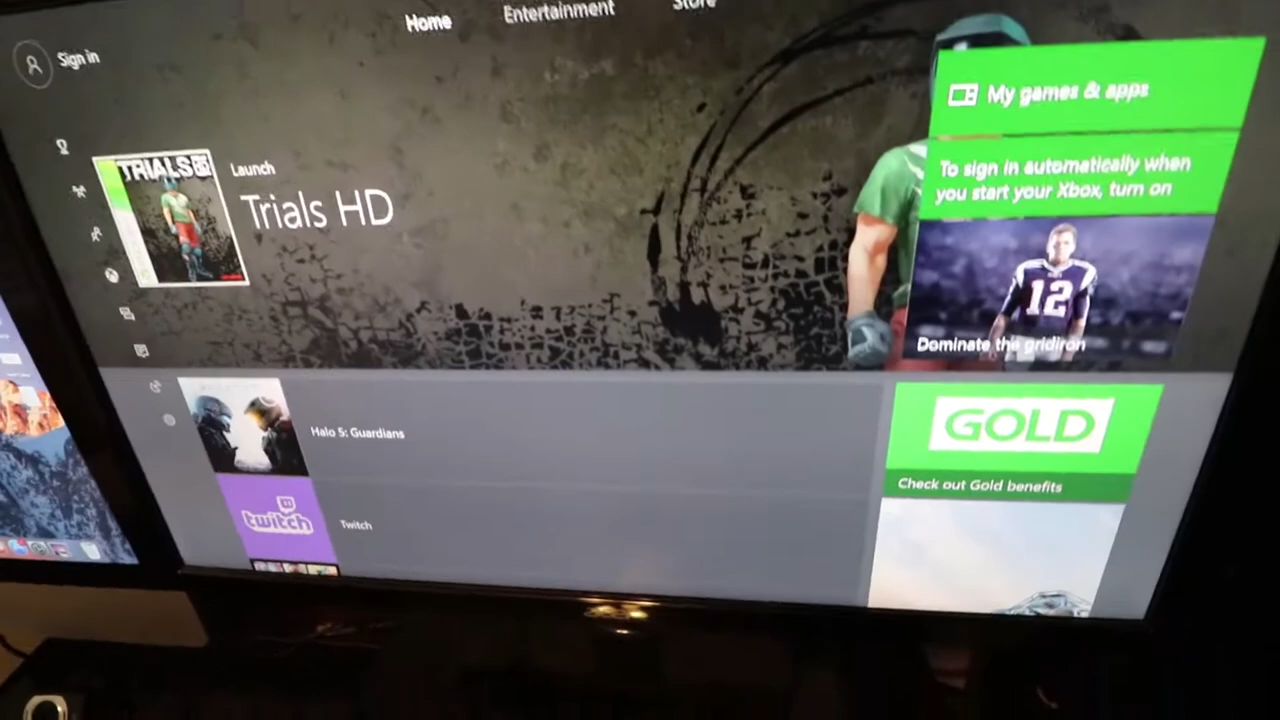 Home
Entertainment
Store
Sign in
My games & apps
TRIALS HD
Launch
Trials HD
To sign in automatically when
you start your Xbox, turn on
12
Dominate the gridiron
GOLD
Check out Gold benefits
Halo 5: Guardians
twitch
Twitch